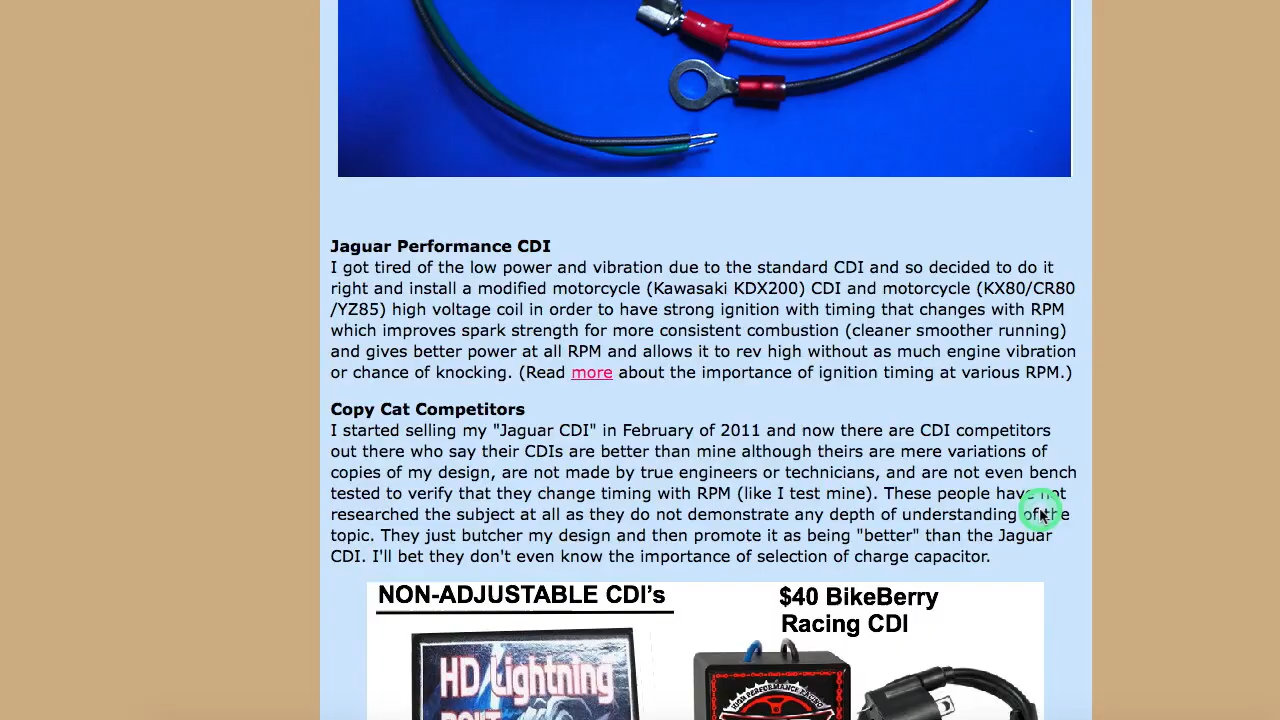 Jaguar Performance CDI
I got tired of the low power and vibration due to the standard CDI and so decided to do it
right and install a modified motorcycle (Kawasaki KDX200) CDI and motorcycle (KX80/CR80
/YZ85) high voltage coil in order to have strong ignition with timing that changes with RPM
which improves spark strength for more consistent combustion (cleaner smoother running)
and gives better power at all RPM and allows it to rev high without as much engine vibration
or chance of knocking. (Read more about the importance of ignition timing at various RPM.)
Copy Cat Competitors
I started selling my "Jaguar CDI" in February of 2011 and now there are CDI competitors
out there who say their CDIs are better than mine although theirs are mere variations of
copies of my design, are not made by true engineers or technicians, and are not even bench
tested to verify that they change timing with RPM (like I test mine). These people have not
researched the subject at all as they do not demonstrate any depth of understanding of the
topic. They just butcher my design and then promote it as being "better" than the Jaguar
CDI. I'll bet they don't even know the importance of selection of charge capacitor.
NON-ADJUSTABLE CDI's
$40 BikeBerry
Racing CDI
HD Lightning
HIGH PERFORMANCE RACING